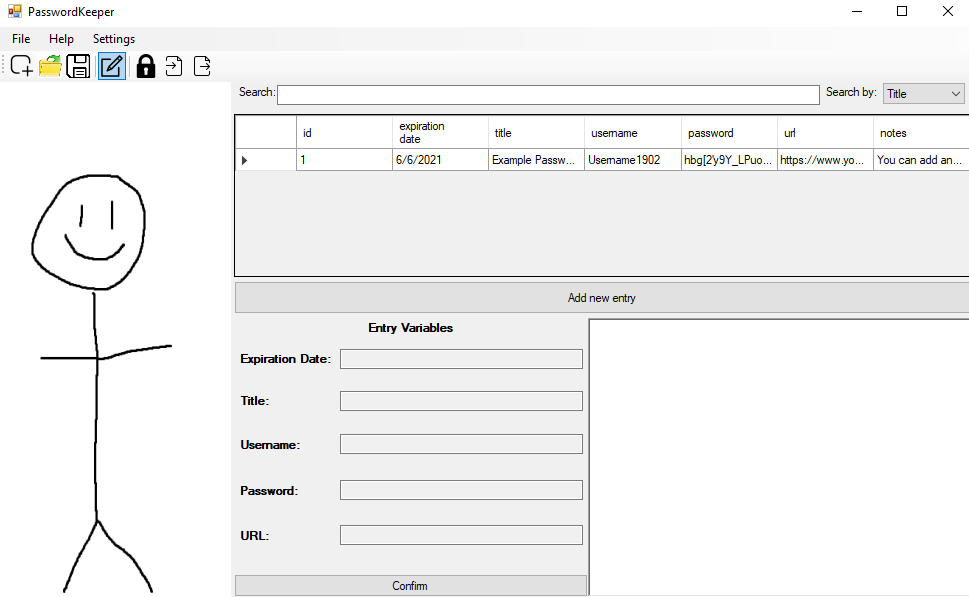 PasswordKeeper
File Help Settings
Search: Search by: Title
id expiration date title username password url notes
1 6/6/2021 Example Passw... Username1902 hbg[2'y9Y_LPuo... https://www.yo... You can add an...
Add new entry
Entry Variables
Expiration Date:
Title:
Username:
Password:
URL:
Confirm